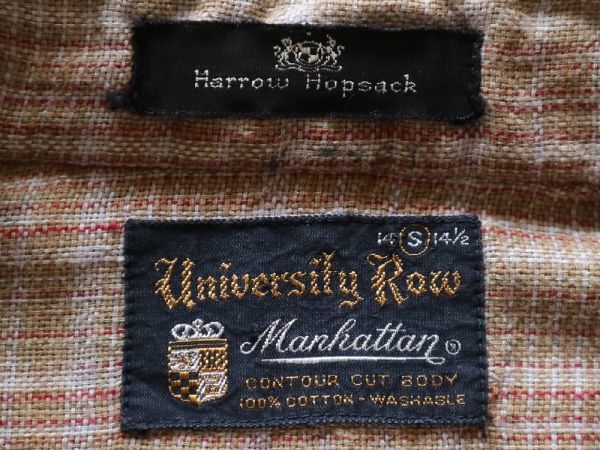 Harrow Hopsack
14 S 14½
University Row
Manhattan ®
CONTOUR CUT BODY
100% COTTON - WASHABLE